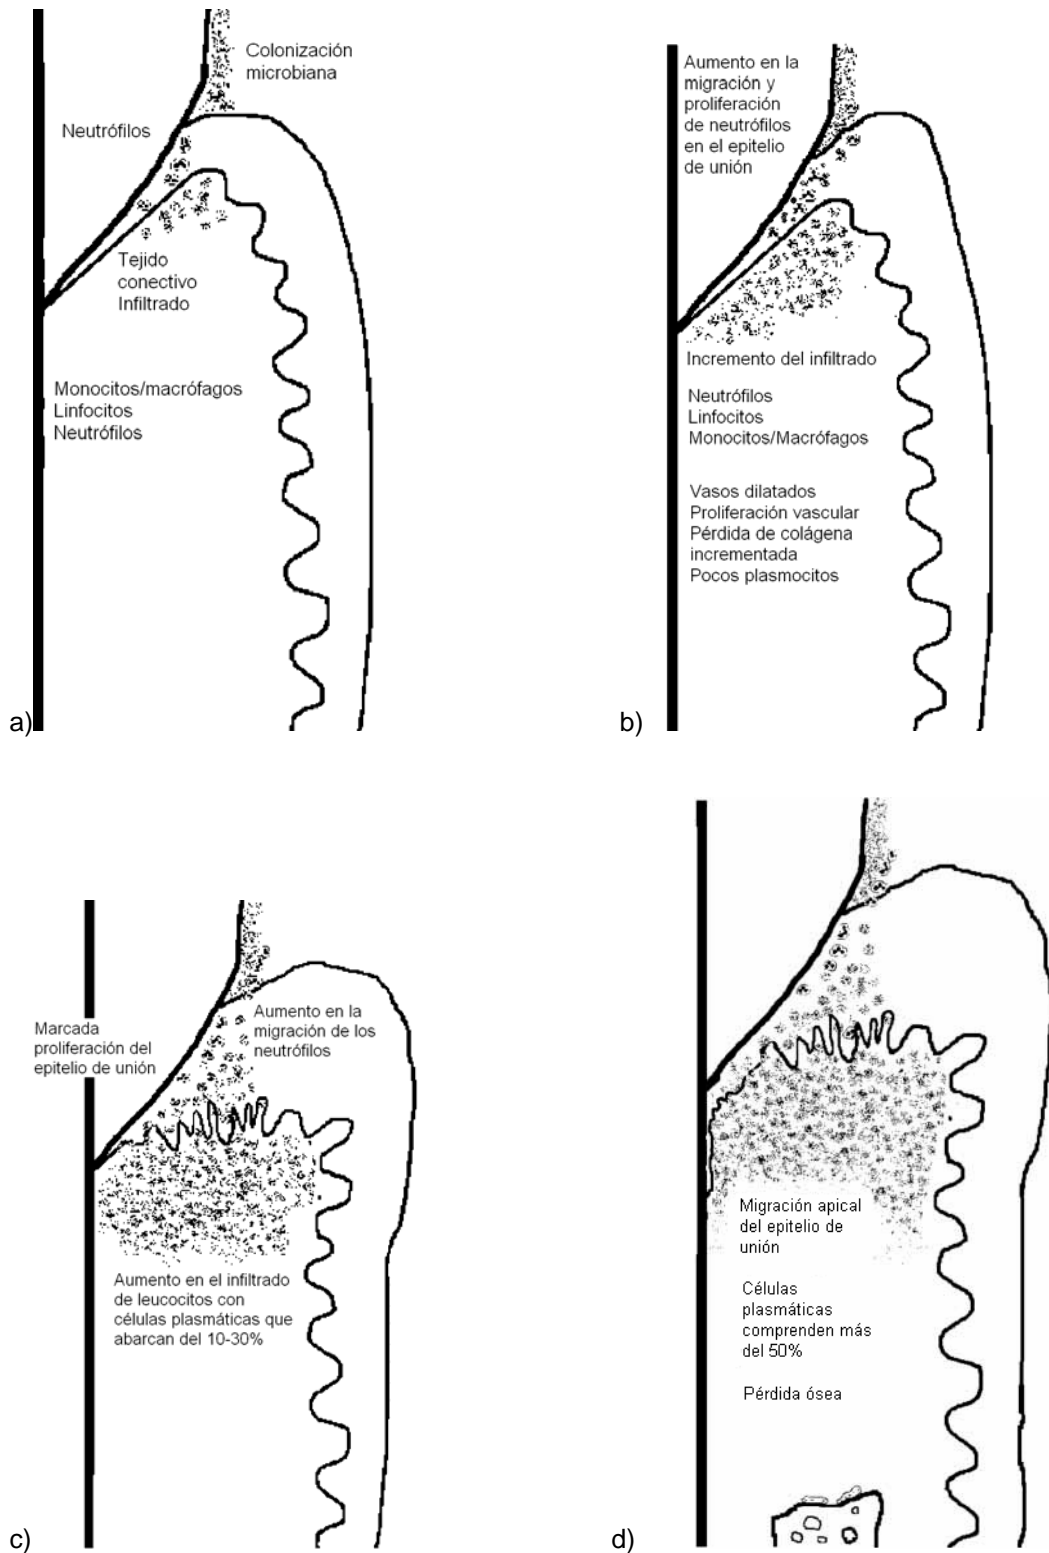 Colonización
microbiana
Neutrófilos
Tejido
conectivo
Infiltrado
Monocitos/macrófagos
Linfocitos
Neutrófilos
a)
Aumento en la
migración y
proliferación
de neutrófilos
en el epitelio
de unión
Incremento del infiltrado
Neutrófilos
Linfocitos
Monocitos/Macrófagos
Vasos dilatados
Proliferación vascular
Pérdida de colágena
incrementada
Pocos plasmocitos
b)
Marcada
proliferación del
epitelio de unión
Aumento en la
migración de los
neutrófilos
Aumento en el infiltrado
de leucocitos con
células plasmáticas que
abarcan del 10-30%
c)
Migración apical
del epitelio de
unión
Células
plasmáticas
comprenden más
del 50%
Pérdida ósea
d)